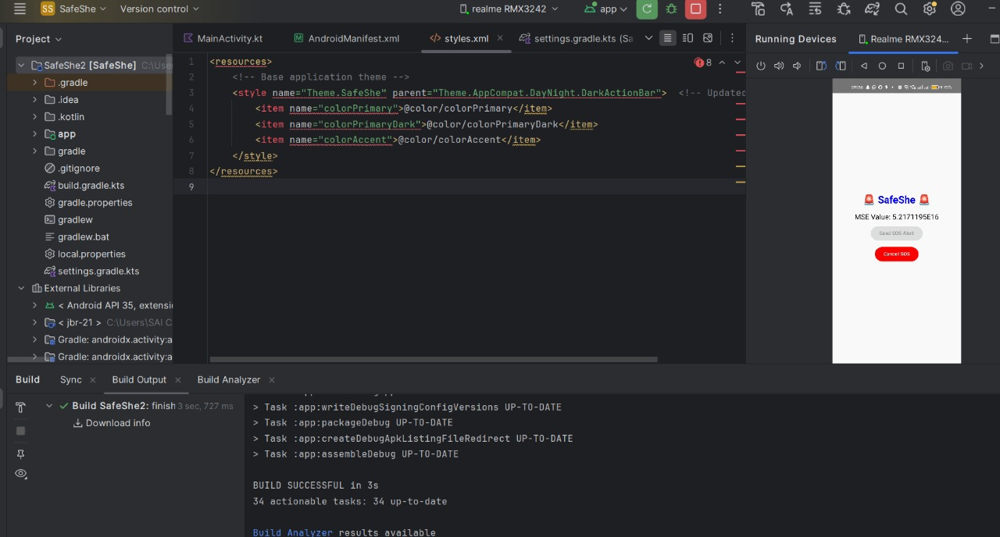 SS SafeShe Version control realme RMX3242 app
Project MainActivity.kt AndroidManifest.xml </> styles.xml settings.gradle.kts (Sa Running Devices Realme RMX324...
SafeShe2 [SafeShe]
.gradle
.idea
.kotlin
app
gradle
.gitignore
build.gradle.kts
gradle.properties
gradlew
gradlew.bat
local.properties
settings.gradle.kts
External Libraries
< Android API 35, extensi
< jbr-21 > C:\Users\SAI C
Gradle: androidx.activity:a
Gradle: androidx.activity:a
8
1 <resources>
2 <!-- Base application theme -->
3 <style name="Theme.SafeShe" parent="Theme.AppCompat.DayNight.DarkActionBar"> <!-- Updated
4 <item name="colorPrimary">@color/colorPrimary</item>
5 <item name="colorPrimaryDark">@color/colorPrimaryDark</item>
6 <item name="colorAccent">@color/colorAccent</item>
7 </style>
8 </resources>
9
🚨 SafeShe 🚨
MSE Value: 5.2171195E16
Send SOS Alert
Cancel SOS
Build Sync Build Output Build Analyzer
Build SafeShe2: finish 3 sec, 727 ms
Download info
> Task :app:writeDebugSigningConfigVersions UP-TO-DATE
> Task :app:packageDebug UP-TO-DATE
> Task :app:createDebugApkListingFileRedirect UP-TO-DATE
> Task :app:assembleDebug UP-TO-DATE
BUILD SUCCESSFUL in 3s
34 actionable tasks: 34 up-to-date
Build Analyzer results available